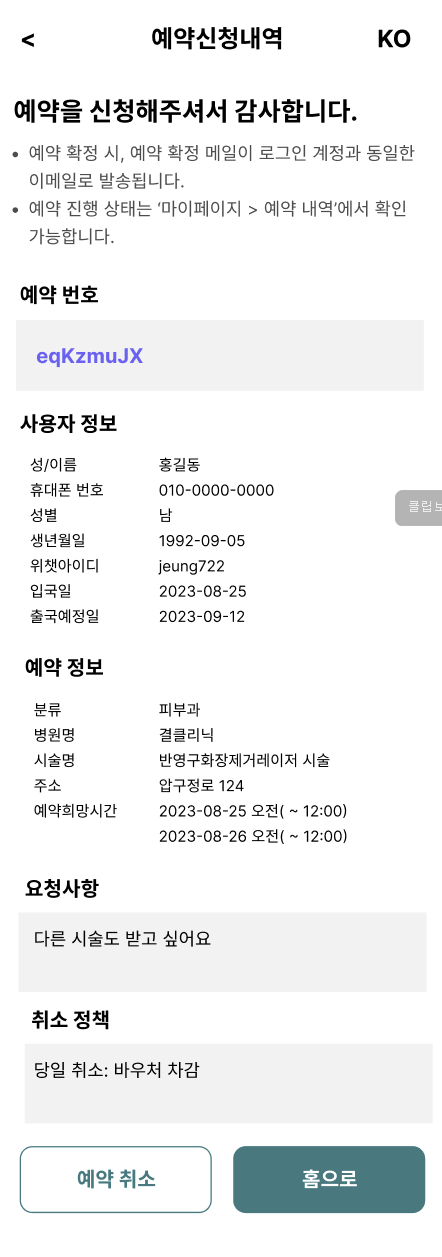 < 예약신청내역 KO
예약을 신청해주셔서 감사합니다.
• 예약 확정 시, 예약 확정 메일이 로그인 계정과 동일한
이메일로 발송됩니다.
• 예약 진행 상태는 ‘마이페이지 > 예약 내역’에서 확인
가능합니다.
예약 번호
eqKzmuJX
사용자 정보
성/이름 홍길동
휴대폰 번호 010-0000-0000
클립보
성별 남
생년월일 1992-09-05
위챗아이디 jeung722
입국일 2023-08-25
출국예정일 2023-09-12
예약 정보
분류 피부과
병원명 결클리닉
시술명 반영구화장제거레이저 시술
주소 압구정로 124
예약희망시간 2023-08-25 오전( ~ 12:00)
2023-08-26 오전( ~ 12:00)
요청사항
다른 시술도 받고 싶어요
취소 정책
당일 취소: 바우처 차감
예약 취소 홈으로